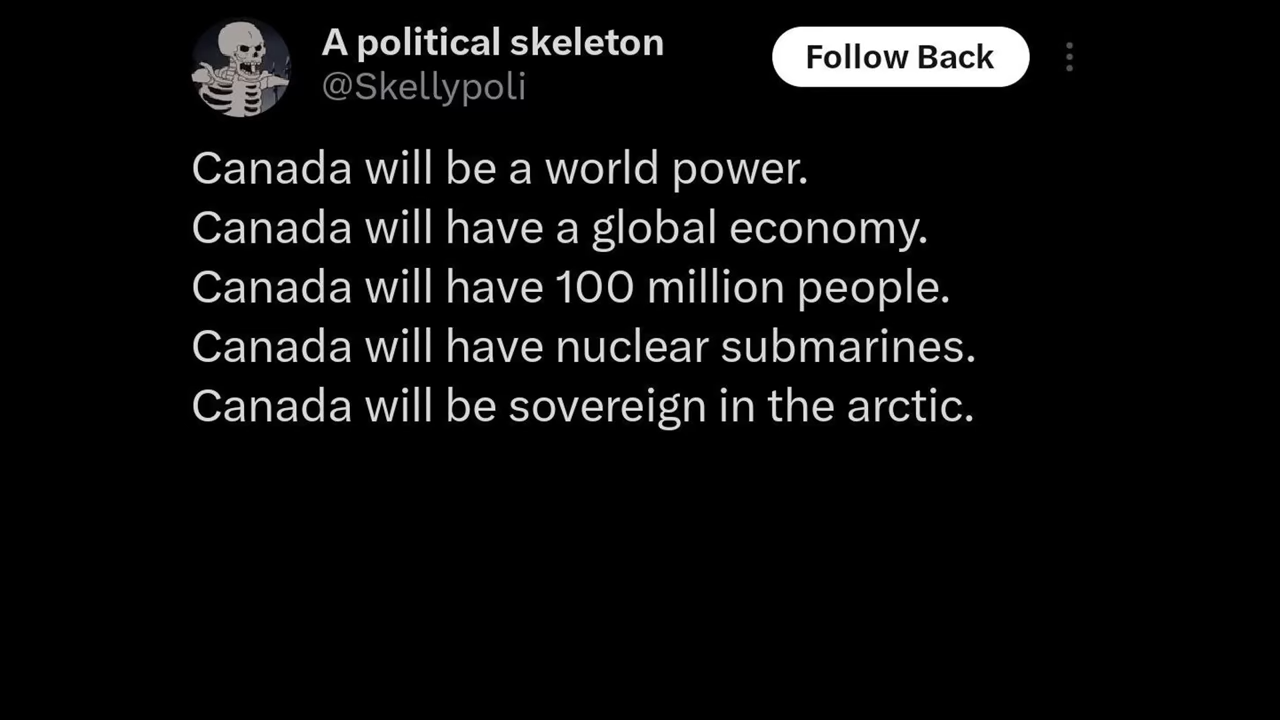 A political skeleton
Follow Back
@Skellypoli
Canada will be a world power.
Canada will have a global economy.
Canada will have 100 million people.
Canada will have nuclear submarines.
Canada will be sovereign in the arctic.